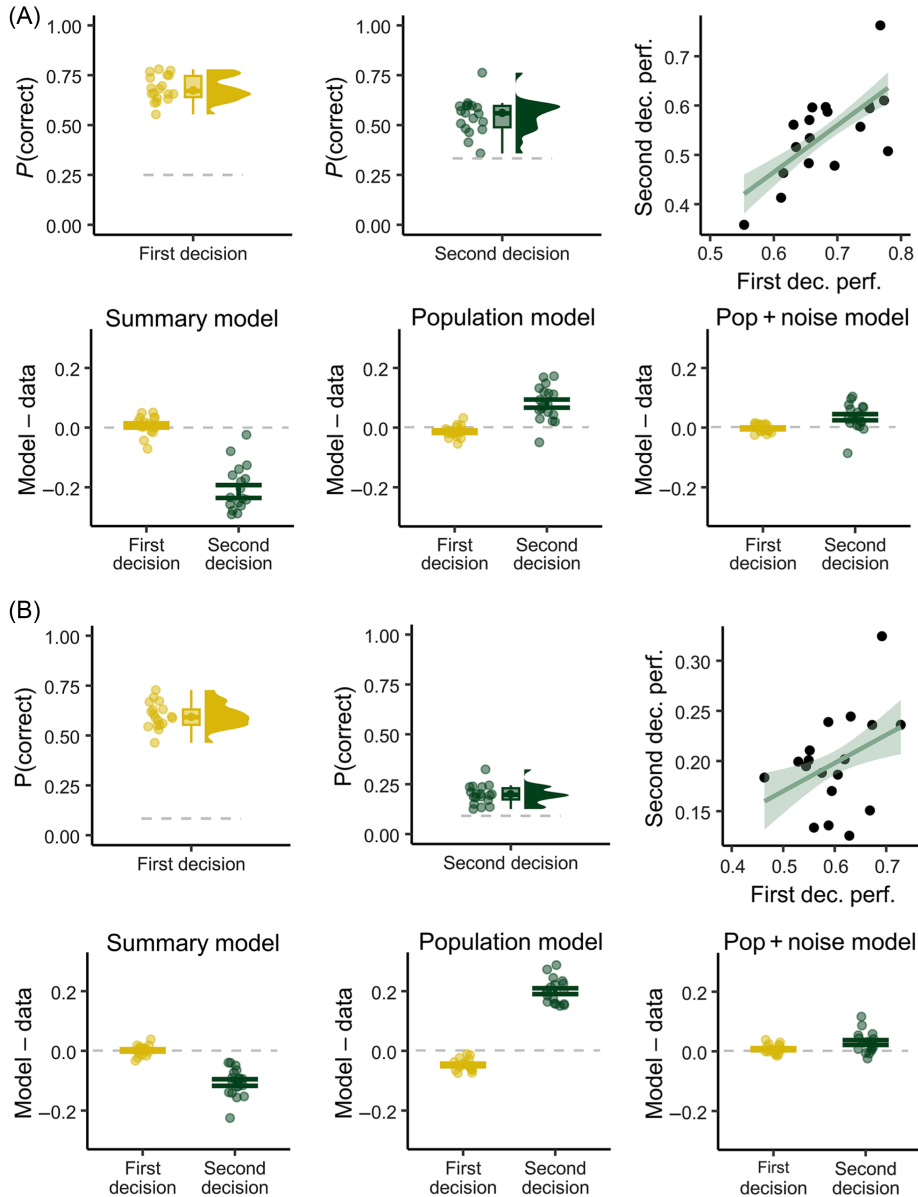 (A)
1.00
0.75
0.50
0.25
0.00
P(correct)
First decision
1.00
0.75
0.50
0.25
0.00
P(correct)
Second decision
0.7
0.6
0.5
0.4
Second dec. perf.
0.5 0.6 0.7 0.8
First dec. perf.
Summary model
0.2
0.0
–0.2
Model – data
First
decision
Second
decision
Population model
0.2
0.0
–0.2
Model – data
First
decision
Second
decision
Pop + noise model
0.2
0.0
–0.2
Model – data
First
decision
Second
decision
(B)
1.00
0.75
0.50
0.25
0.00
P(correct)
First decision
1.00
0.75
0.50
0.25
0.00
P(correct)
Second decision
0.30
0.25
0.20
0.15
Second dec. perf.
0.4 0.5 0.6 0.7
First dec. perf.
Summary model
0.2
0.0
–0.2
Model – data
First
decision
Second
decision
Population model
0.2
0.0
–0.2
Model – data
First
decision
Second
decision
Pop + noise model
0.2
0.0
–0.2
Model – data
First
decision
Second
decision